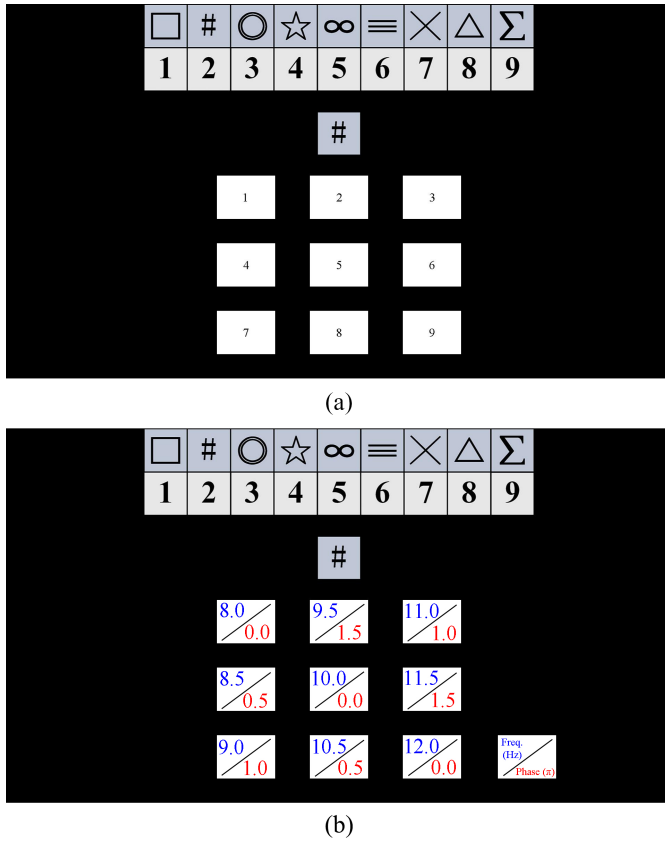 □ # ◎ ☆ ∞ ≡ × △ Σ
1 2 3 4 5 6 7 8 9
#
1 2 3
4 5 6
7 8 9
(a)
□ # ◎ ☆ ∞ ≡ × △ Σ
1 2 3 4 5 6 7 8 9
#
8.0 9.5 11.0
0.0 1.5 1.0
8.5 10.0 11.5
0.5 0.0 1.5
9.0 10.5 12.0 Freq.
(Hz)
1.0 0.5 0.0 Phase (π)
(b)